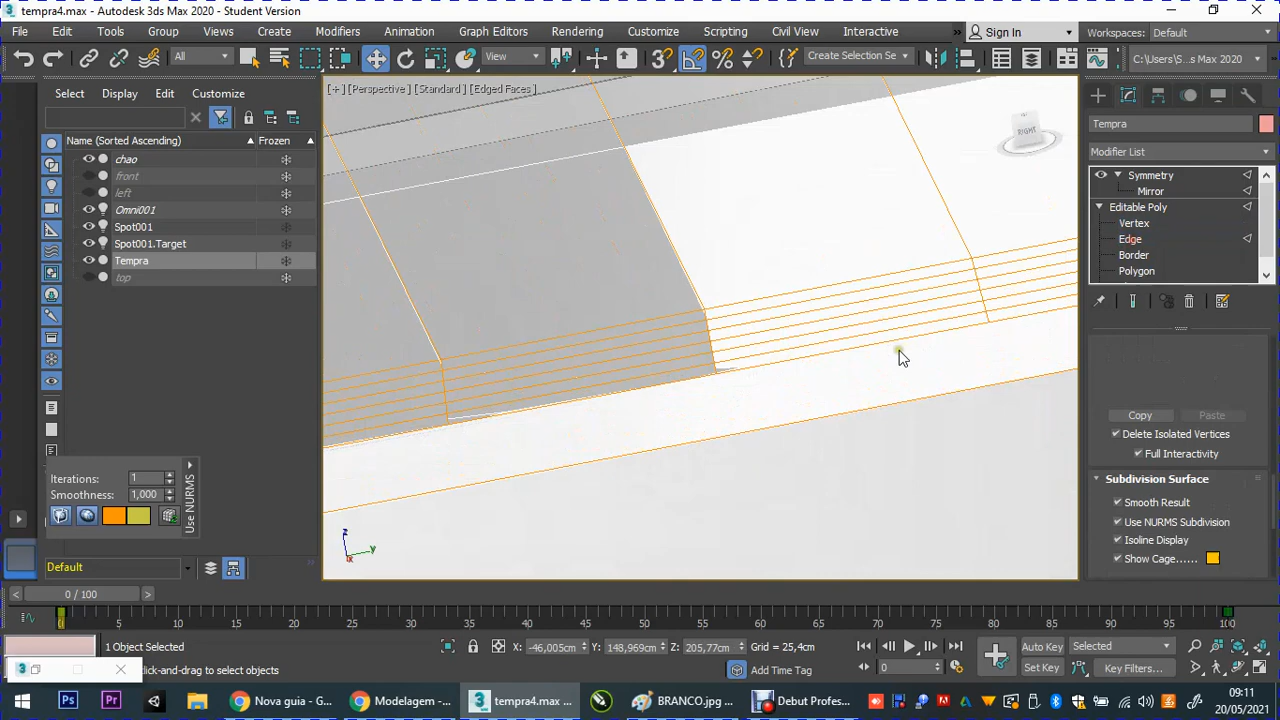 tempra4.max - Autodesk 3ds Max 2020 - Student Version
File Edit Tools Group Views Create Modifiers Animation Graph Editors Rendering Customize Scripting Civil View Interactive » Sign In Workspaces: Default
All View Create Selection Se C:\Users\S...s Max 2020
Select Display Edit Customize
[+] [Perspective] [Standard] [Edged Faces]
Name (Sorted Ascending) Frozen
chao
front
left
Omni001
Spot001
Spot001.Target
Tempra
top
RIGHT
Tempra
Modifier List
Symmetry
Mirror
Editable Poly
Vertex
Edge
Border
Polygon
Copy Paste
Delete Isolated Vertices
Full Interactivity
Subdivision Surface
Smooth Result
Use NURMS Subdivision
Isoline Display
Show Cage......
Iterations: 1
Smoothness: 1,000
Use NURMS
z
y
x
Default
0 / 100
0 5 10 15 20 25 30 35 40 45 50 55 60 65 70 75 80 85 90 95 100
1 Object Selected X: -46,005cm Y: 148,969cm Z: 205,77cm Grid = 25,4cm Auto Key Selected
click-and-drag to select objects Add Time Tag 0 Set Key Key Filters...
Nova guia - G... Modelagem -... tempra4.max ... BRANCO.jpg ... Debut Profes... 09:11
20/05/2021